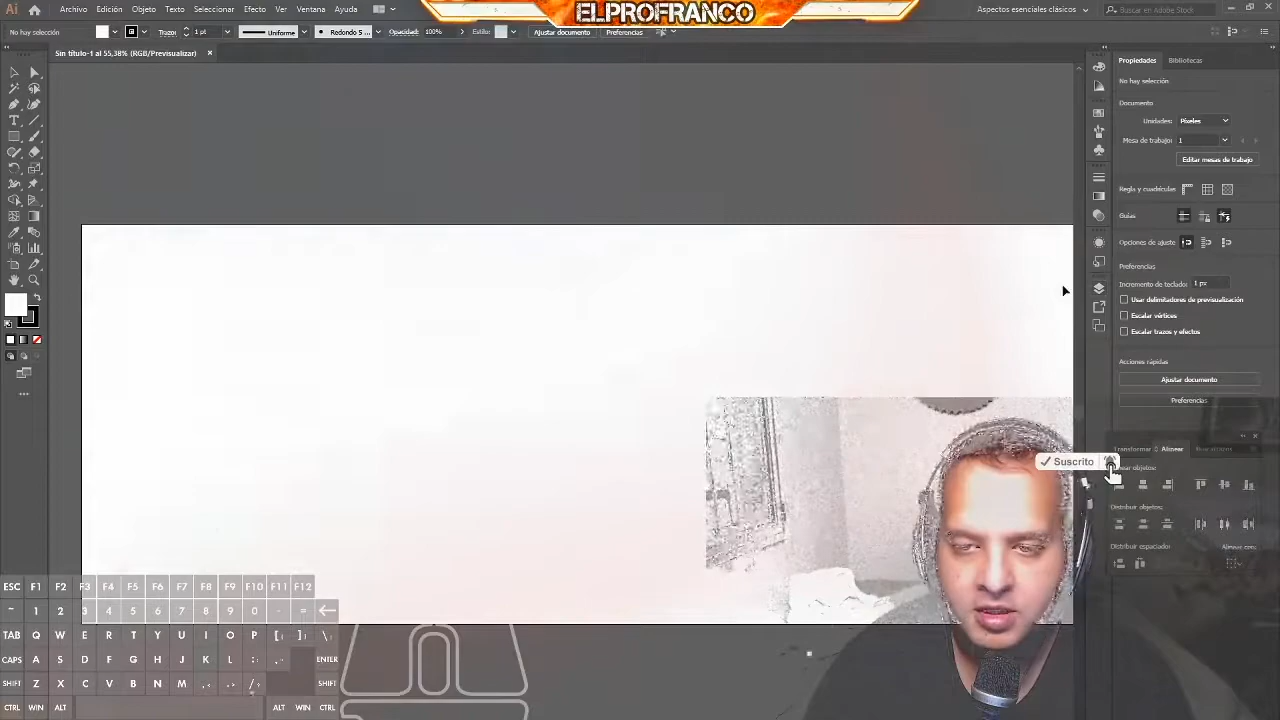 Ai Archivo Edición Objeto Texto Seleccionar Efecto Ver Ventana Ayuda
ELPROFRANCO
Aspectos esenciales clásicos
Buscar en Adobe Stock
No hay selección
Trazo:
1 pt
Uniforme
Redondo 5 ...
Opacidad: 100%
Estilo:
Ajustar documento
Preferencias
Sin título-1 al 55,38% (RGB/Previsualizar)
Propiedades Bibliotecas
No hay selección
Documento
Unidades: Píxeles
Mesa de trabajo: 1
Editar mesas de trabajo
Regla y cuadrículas
Guías
Opciones de ajuste
Preferencias
Incremento de teclado: 1 px
Usar delimitadores de previsualización
Escalar vértices
Escalar trazos y efectos
Acciones rápidas
Ajustar documento
Preferencias
Transformar Alinear
Suscrito
Distribuir objetos:
Distribuir espaciado
ESC F1 F2 F3 F4 F5 F6 F7 F8 F9 F10 F11 F12
~ 1 2 3 4 5 6 7 8 9 0 - =
TAB Q W E R T Y U I O P [ ] \
CAPS A S D F G H J K L ENTER
SHIFT Z X C V B N M SHIFT
CTRL WIN ALT ALT WIN CTRL